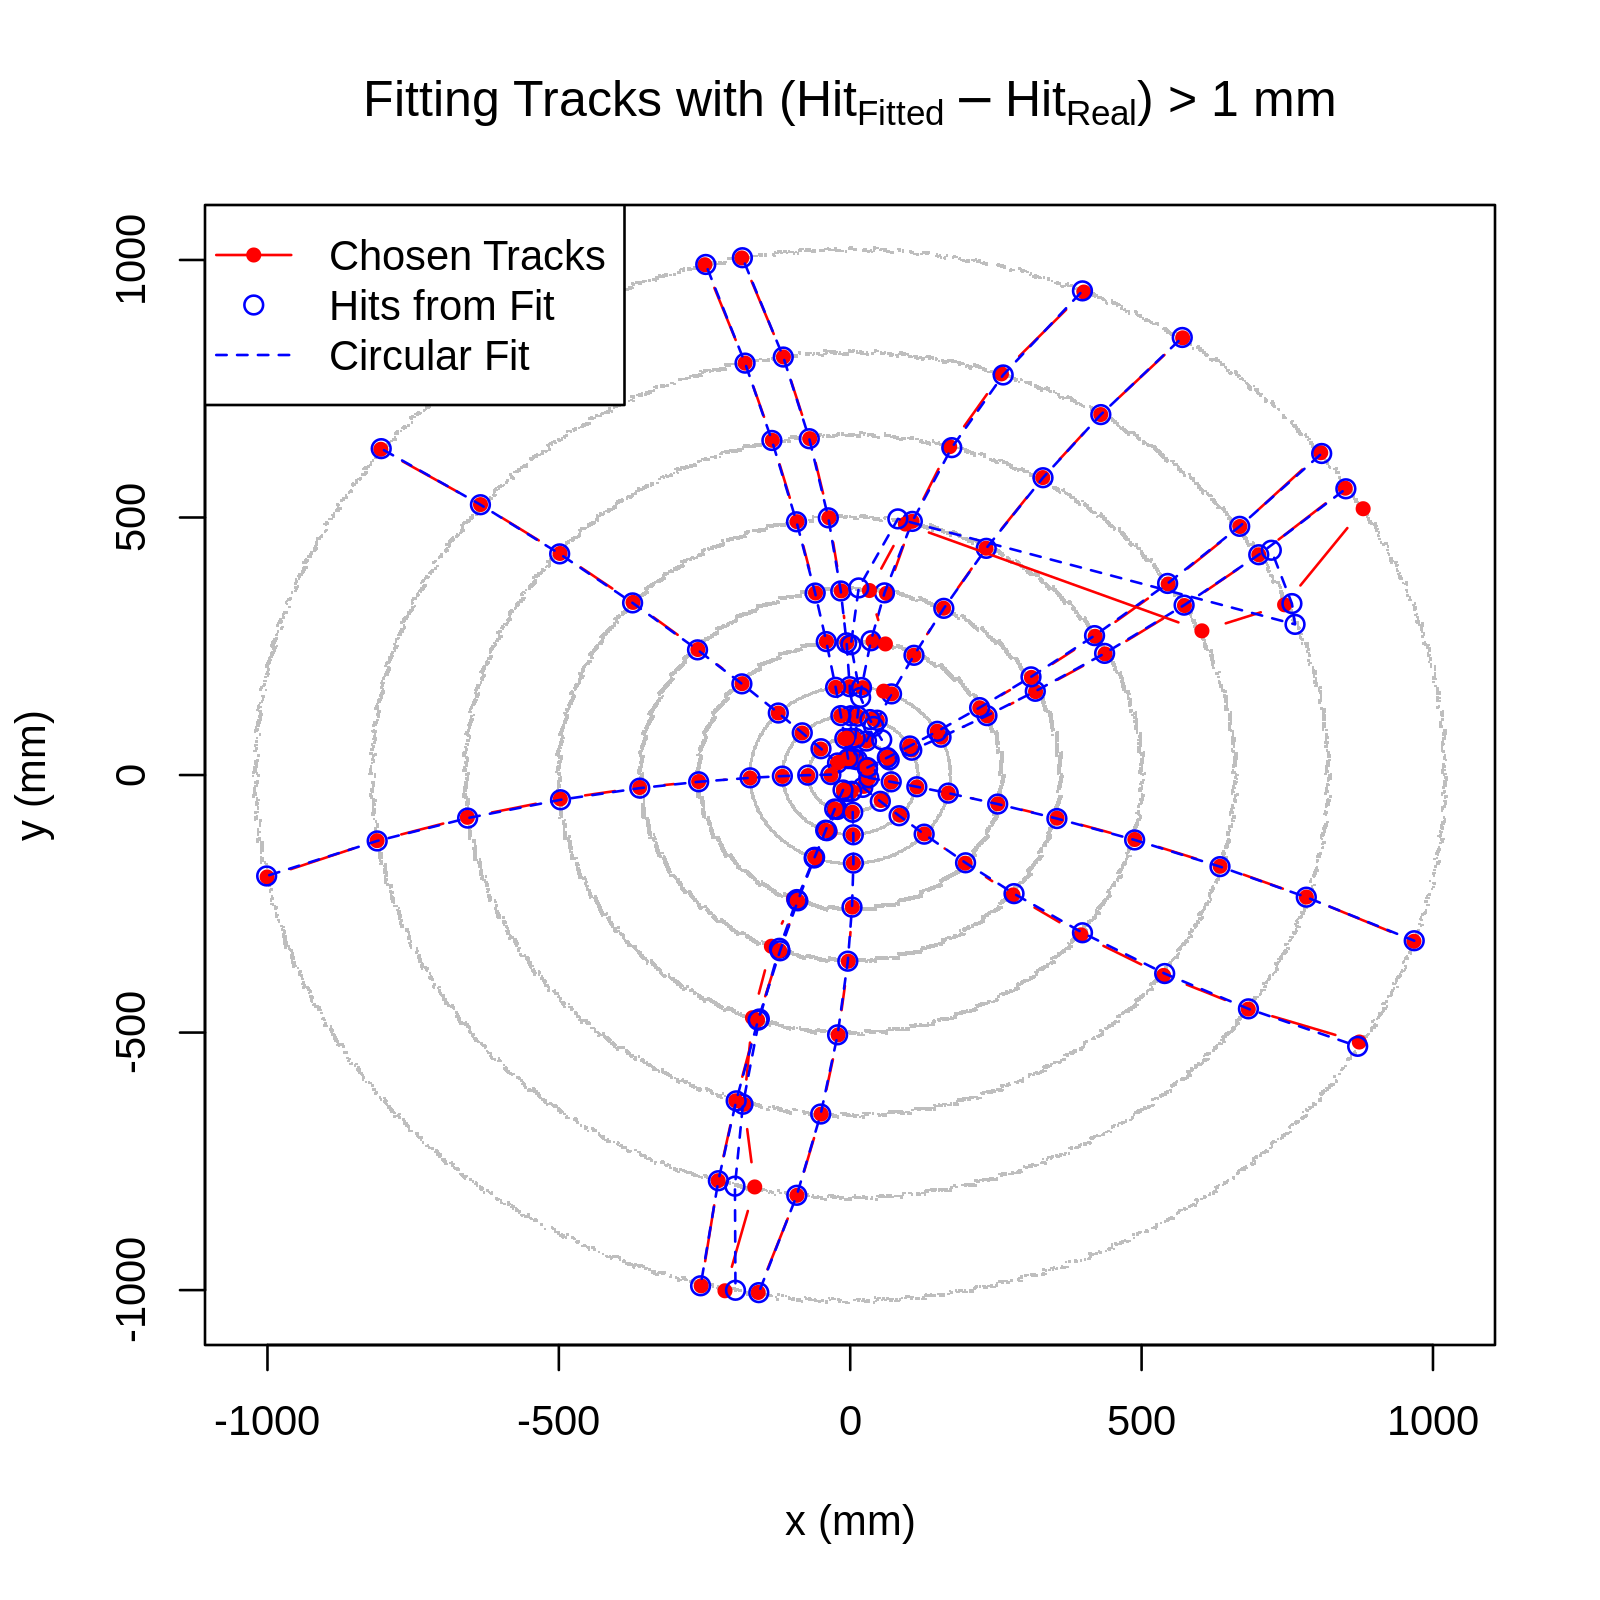 Fitting Tracks with (HitFitted − HitReal) > 1 mm
Chosen Tracks
Hits from Fit
Circular Fit
y (mm)
1000
500
0
-500
-1000
-1000 -500 0 500 1000
x (mm)